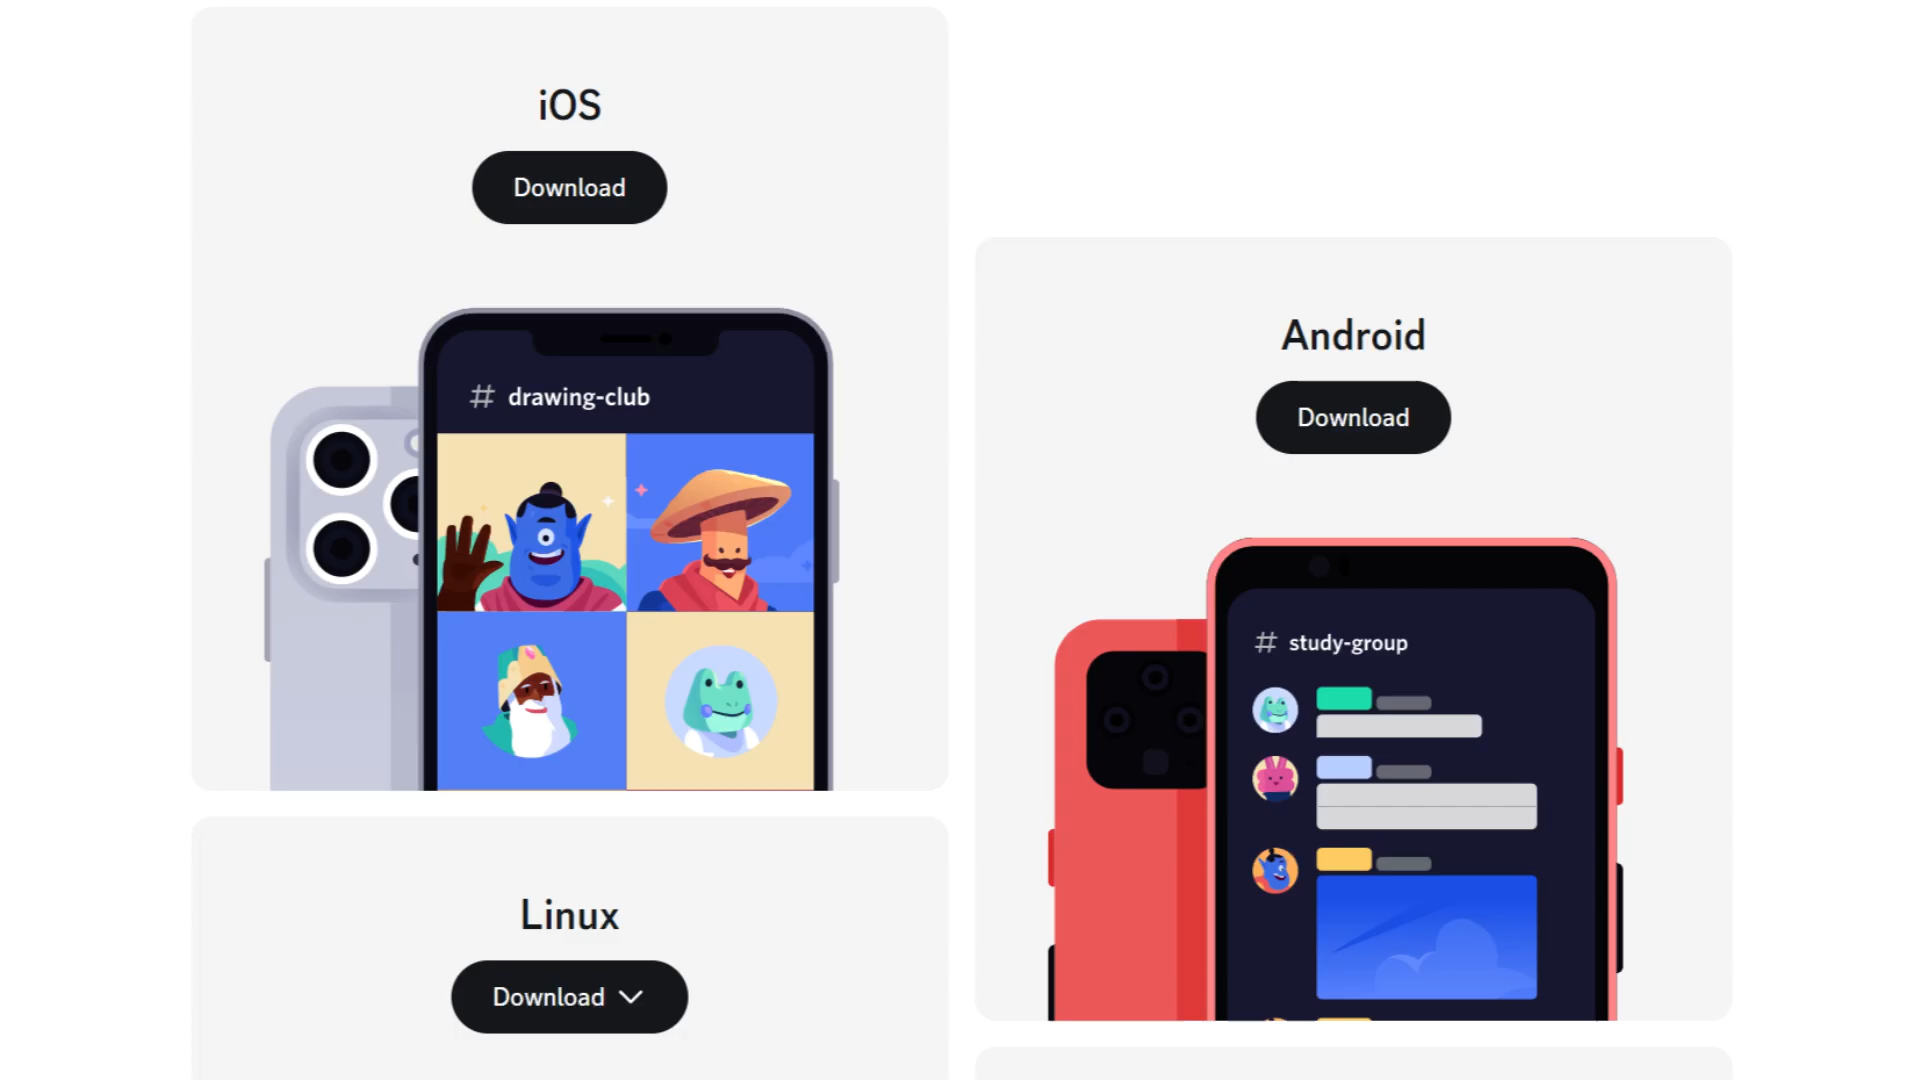 iOS
Download
# drawing-club
Android
Download
# study-group
Linux
Download